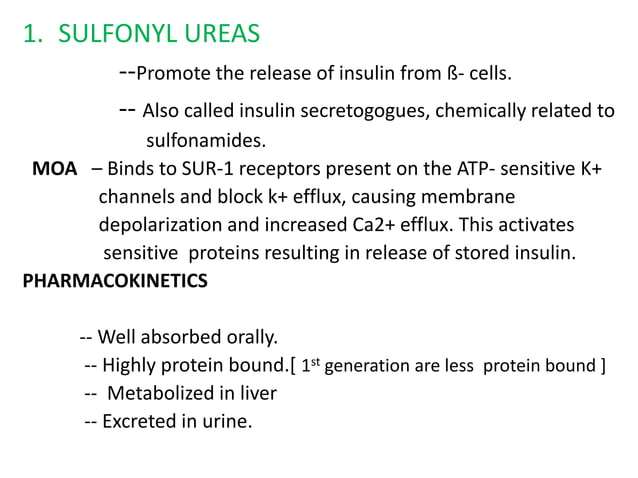 1. SULFONYL UREAS
--Promote the release of insulin from ß- cells.
-- Also called insulin secretogogues, chemically related to
sulfonamides.
MOA – Binds to SUR-1 receptors present on the ATP- sensitive K+
channels and block k+ efflux, causing membrane
depolarization and increased Ca2+ efflux. This activates
sensitive proteins resulting in release of stored insulin.
PHARMACOKINETICS
-- Well absorbed orally.
-- Highly protein bound.[ 1st generation are less protein bound ]
-- Metabolized in liver
-- Excreted in urine.